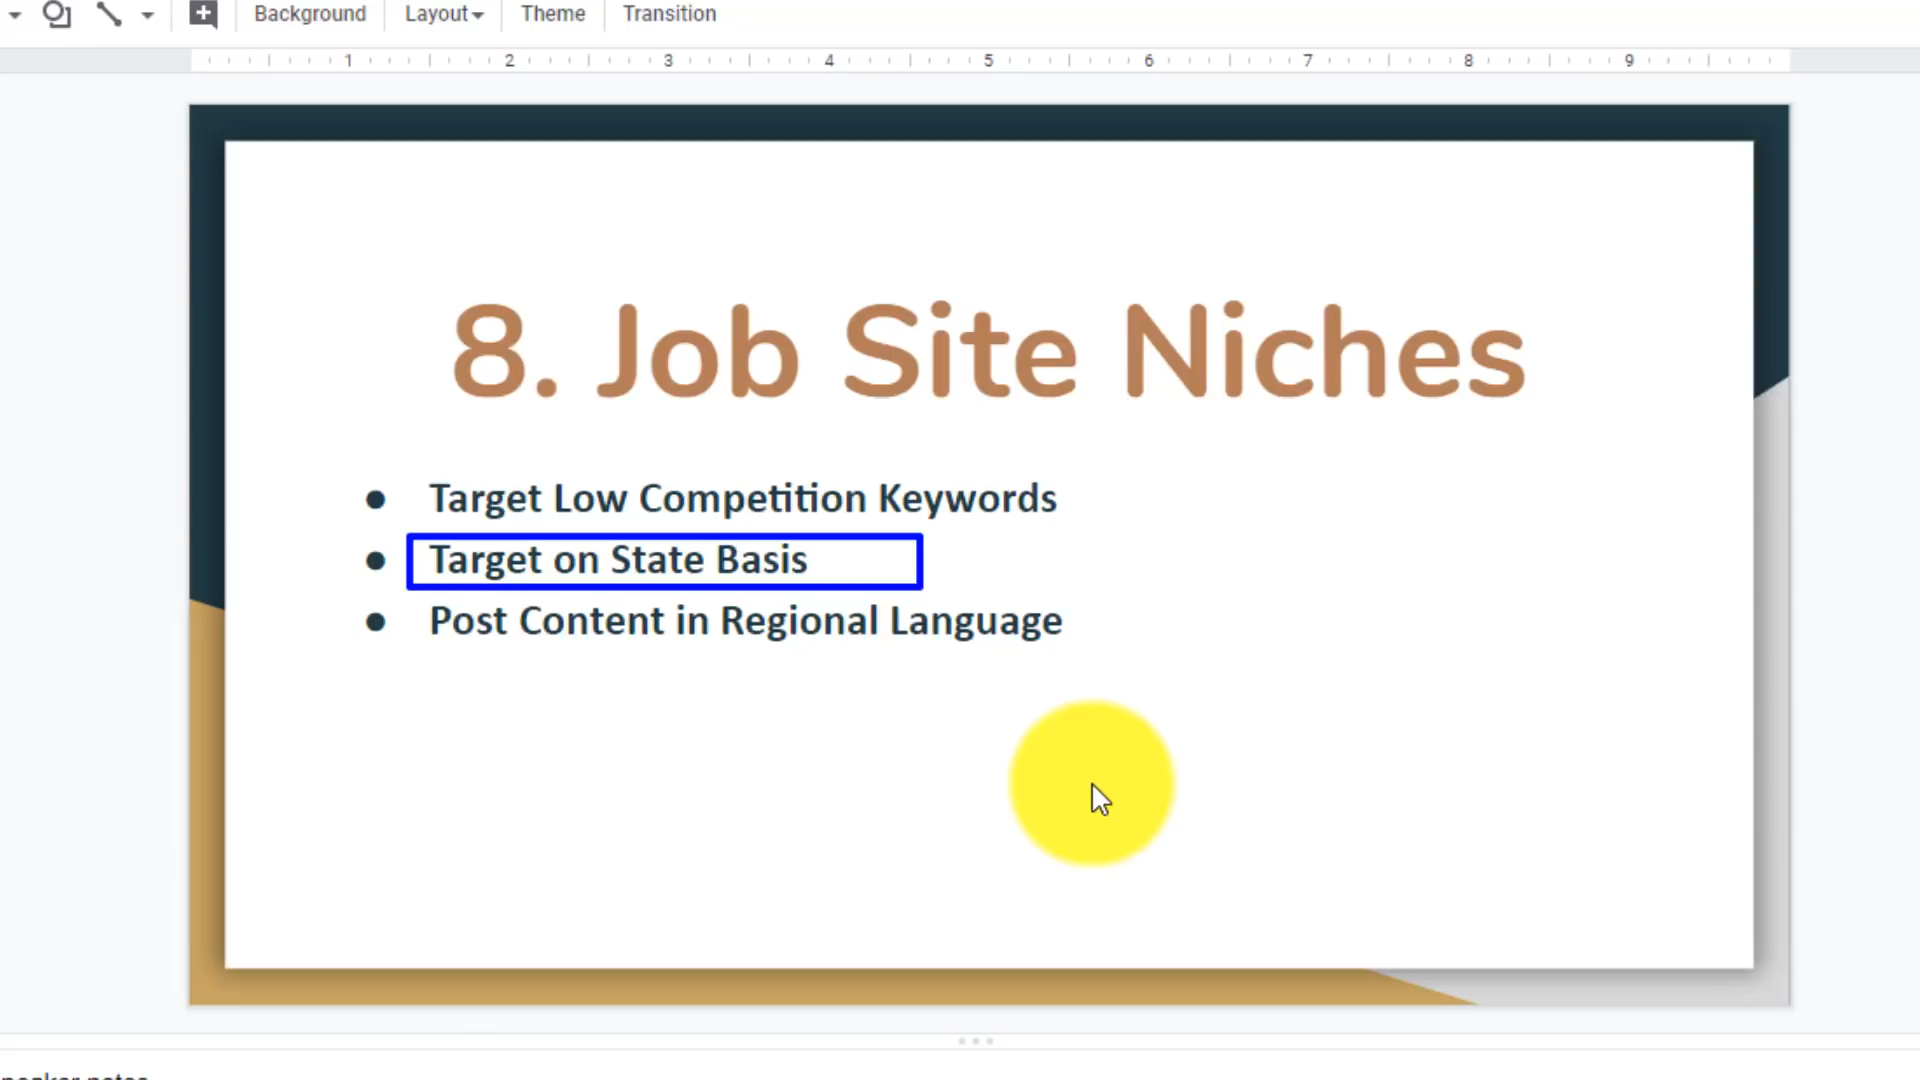 Background Layout Theme Transition
1 2 3 4 5 6 7 8 9
8. Job Site Niches
● Target Low Competition Keywords
● Target on State Basis
● Post Content in Regional Language